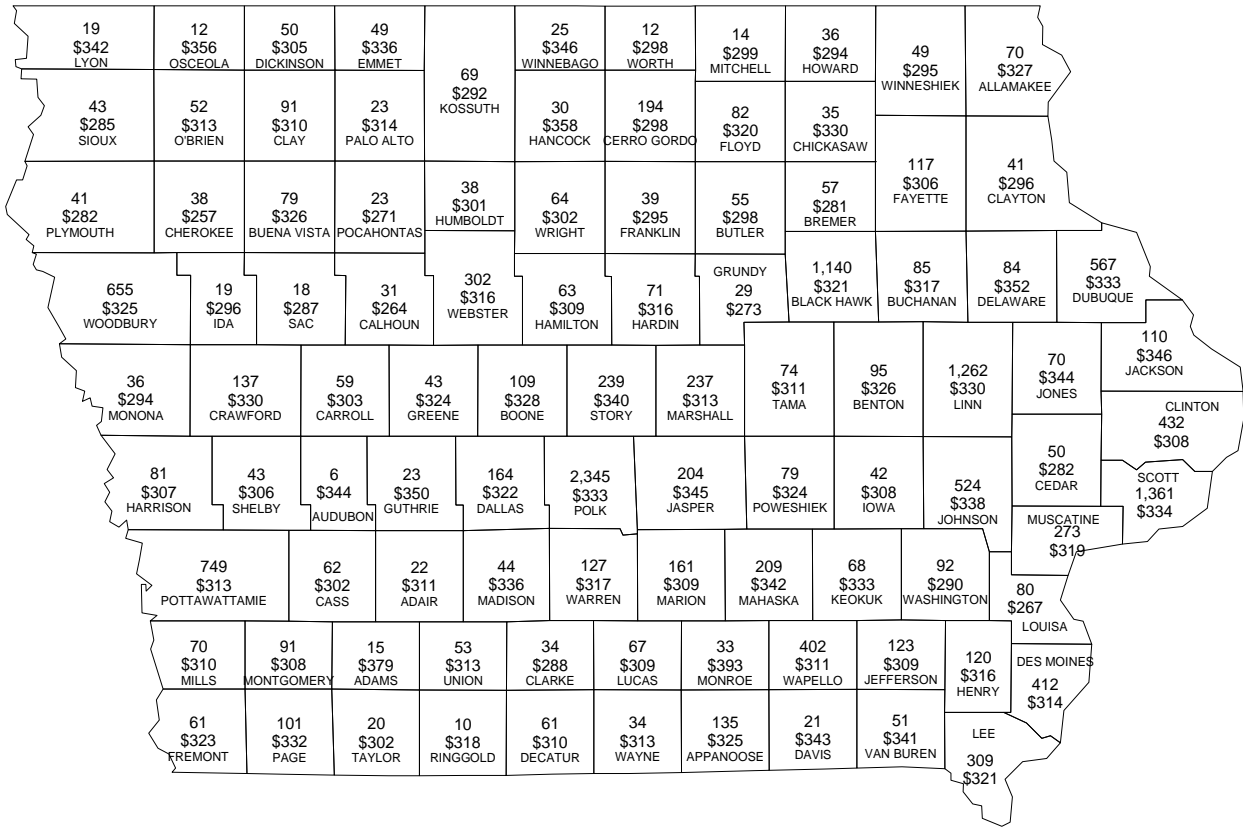 19
$342
LYON
12
$356
OSCEOLA
50
$305
DICKINSON
49
$336
EMMET
69
$292
KOSSUTH
25
$346
WINNEBAGO
12
$298
WORTH
14
$299
MITCHELL
36
$294
HOWARD
49
$295
WINNESHIEK
70
$327
ALLAMAKEE
43
$285
SIOUX
52
$313
O'BRIEN
91
$310
CLAY
23
$314
PALO ALTO
30
$358
HANCOCK
194
$298
CERRO GORDO
82
$320
FLOYD
35
$330
CHICKASAW
117
$306
FAYETTE
41
$296
CLAYTON
41
$282
PLYMOUTH
38
$257
CHEROKEE
79
$326
BUENA VISTA
23
$271
POCAHONTAS
38
$301
HUMBOLDT
64
$302
WRIGHT
39
$295
FRANKLIN
55
$298
BUTLER
57
$281
BREMER
655
$325
WOODBURY
19
$296
IDA
18
$287
SAC
31
$264
CALHOUN
302
$316
WEBSTER
63
$309
HAMILTON
71
$316
HARDIN
GRUNDY
29
$273
1,140
$321
BLACK HAWK
85
$317
BUCHANAN
84
$352
DELAWARE
567
$333
DUBUQUE
36
$294
MONONA
137
$330
CRAWFORD
59
$303
CARROLL
43
$324
GREENE
109
$328
BOONE
239
$340
STORY
237
$313
MARSHALL
74
$311
TAMA
95
$326
BENTON
1,262
$330
LINN
70
$344
JONES
110
$346
JACKSON
CLINTON
432
$308
81
$307
HARRISON
43
$306
SHELBY
6
$344
AUDUBON
23
$350
GUTHRIE
164
$322
DALLAS
2,345
$333
POLK
204
$345
JASPER
79
$324
POWESHIEK
42
$308
IOWA
524
$338
JOHNSON
50
$282
CEDAR
SCOTT
1,361
$334
MUSCATINE
273
$319
749
$313
POTTAWATTAMIE
62
$302
CASS
22
$311
ADAIR
44
$336
MADISON
127
$317
WARREN
161
$309
MARION
209
$342
MAHASKA
68
$333
KEOKUK
92
$290
WASHINGTON
80
$267
LOUISA
70
$310
MILLS
91
$308
MONTGOMERY
15
$379
ADAMS
53
$313
UNION
34
$288
CLARKE
67
$309
LUCAS
33
$393
MONROE
402
$311
WAPELLO
123
$309
JEFFERSON
120
$316
HENRY
DES MOINES
412
$314
61
$323
FREMONT
101
$332
PAGE
20
$302
TAYLOR
10
$318
RINGGOLD
61
$310
DECATUR
34
$313
WAYNE
135
$325
APPANOOSE
21
$343
DAVIS
51
$341
VAN BUREN
LEE
309
$321